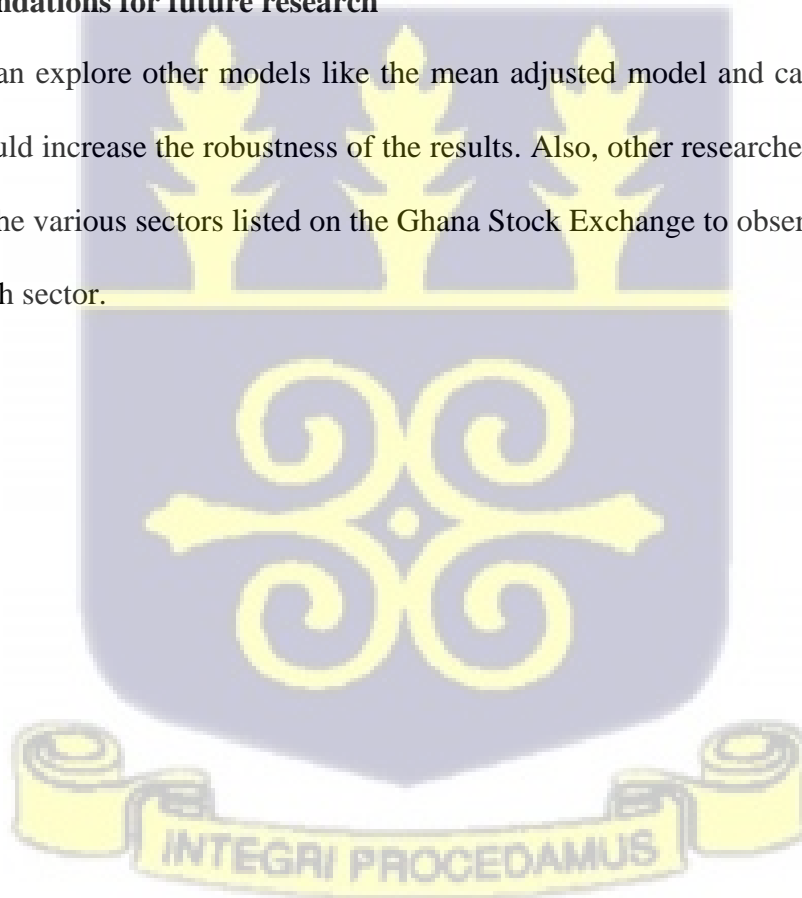 ndations for future research
an explore other models like the mean adjusted model and ca
uld increase the robustness of the results. Also, other researche
he various sectors listed on the Ghana Stock Exchange to obser
h sector.
INTEGRI PROCEDAMUS